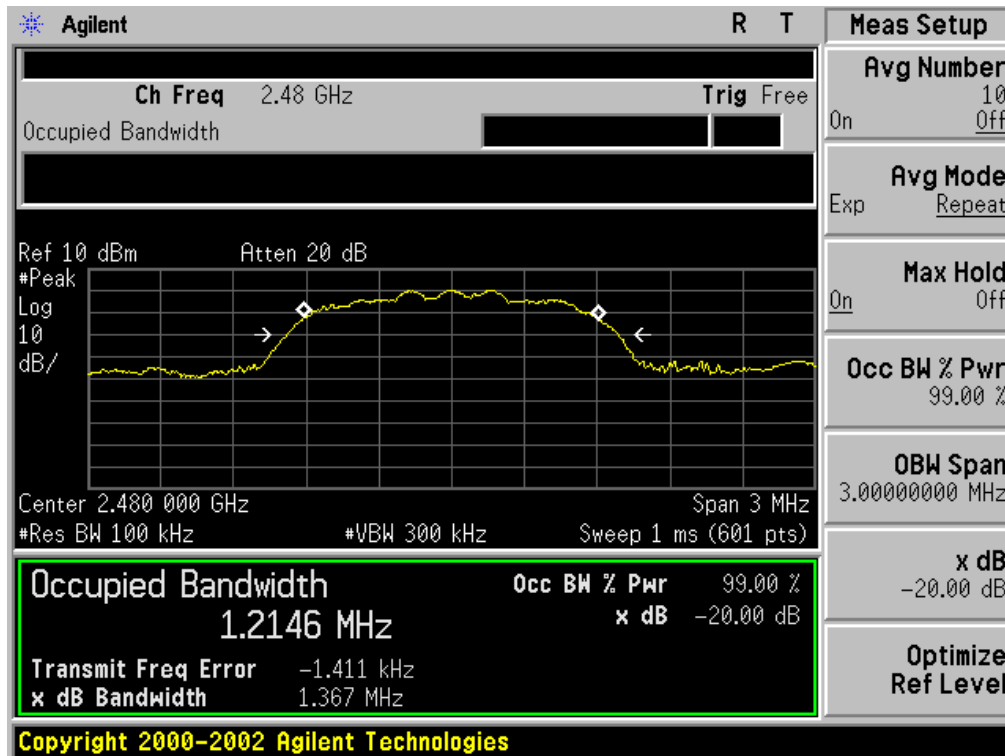 Agilent R T
Ch Freq 2.48 GHz Trig Free
Occupied Bandwidth
Ref 10 dBm Atten 20 dB
#Peak
Log
10
dB/
Center 2.480 000 GHz Span 3 MHz
#Res BW 100 kHz #VBW 300 kHz Sweep 1 ms (601 pts)
Occupied Bandwidth Occ BW % Pwr 99.00 %
1.2146 MHz x dB -20.00 dB
Transmit Freq Error -1.411 kHz
x dB Bandwidth 1.367 MHz
Meas Setup
Avg Number
10
On Off
Avg Mode
Exp Repeat
Max Hold
On Off
Occ BW % Pwr
99.00 %
OBW Span
3.00000000 MHz
x dB
-20.00 dB
Optimize
Ref Level
Copyright 2000-2002 Agilent Technologies